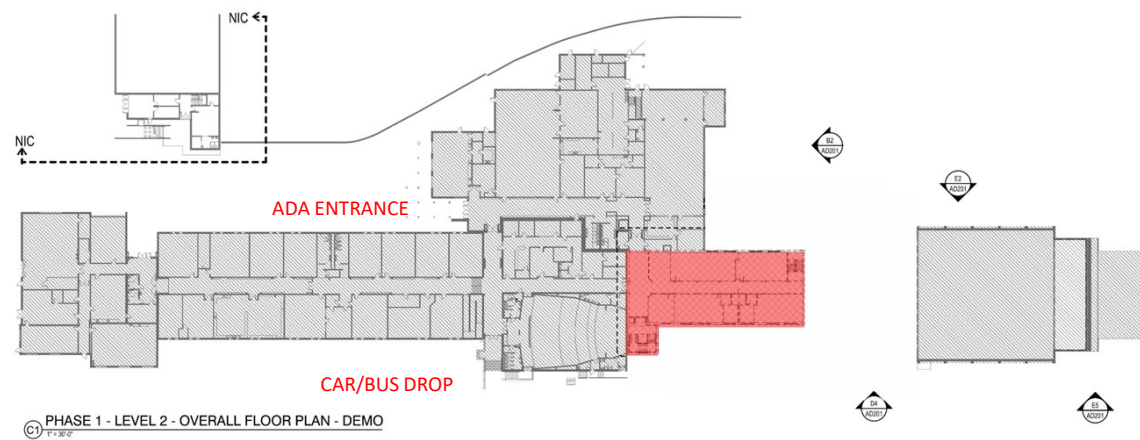 NIC
NIC
B2
AD201
E2
AD201
ADA ENTRANCE
CAR/BUS DROP
D4
AD201
E5
AD201
C1 PHASE 1 - LEVEL 2 - OVERALL FLOOR PLAN - DEMO
1" = 30'-0"